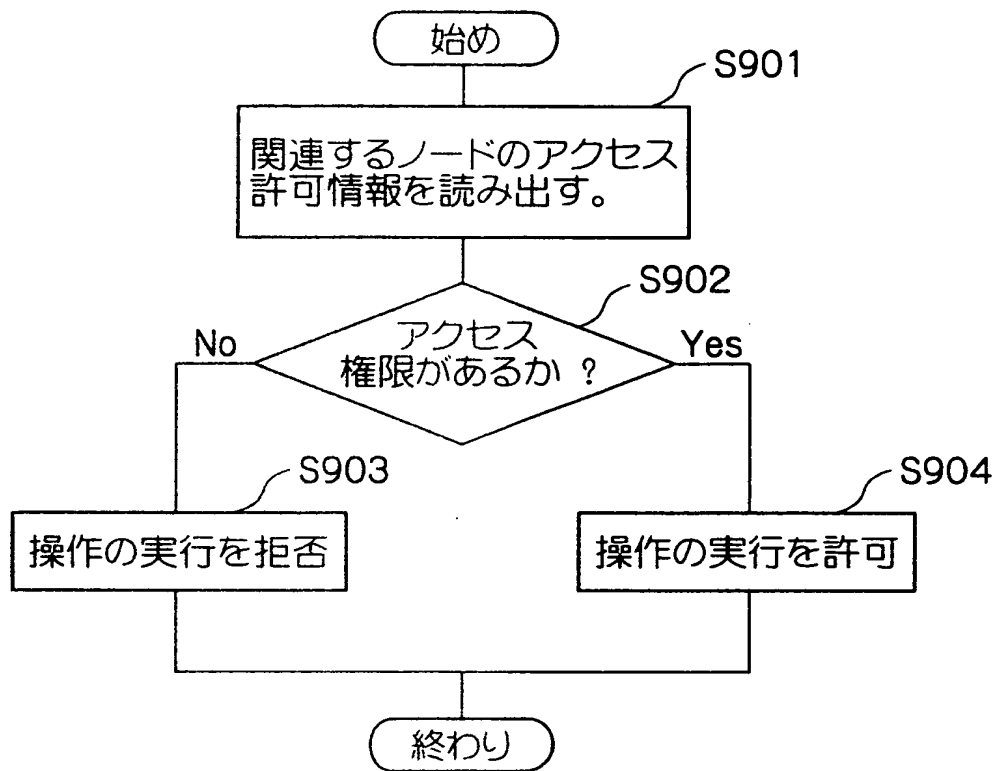 始め
S901
関連するノードのアクセス
許可情報を読み出す。
S902
No
アクセス
権限があるか ?
Yes
S903
S904
操作の実行を拒否
操作の実行を許可
終わり